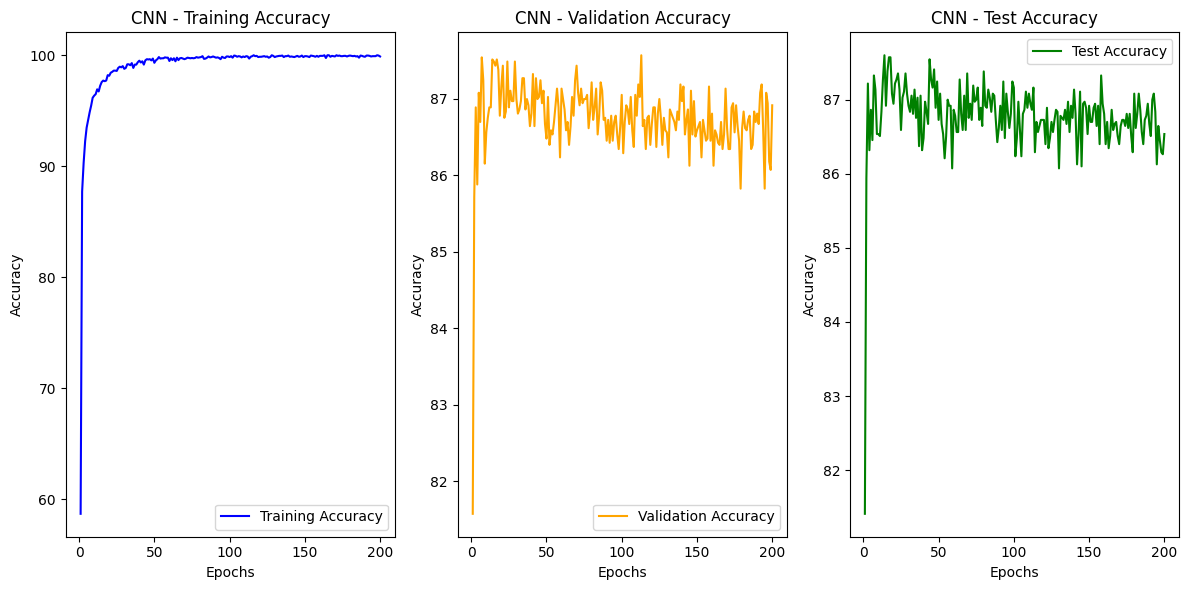 CNN - Training Accuracy
100
90
80
70
60
Accuracy
Training Accuracy
0 50 100 150 200
Epochs
CNN - Validation Accuracy
87
86
85
84
83
82
Accuracy
Validation Accuracy
0 50 100 150 200
Epochs
CNN - Test Accuracy
Test Accuracy
87
86
85
84
83
82
Accuracy
0 50 100 150 200
Epochs